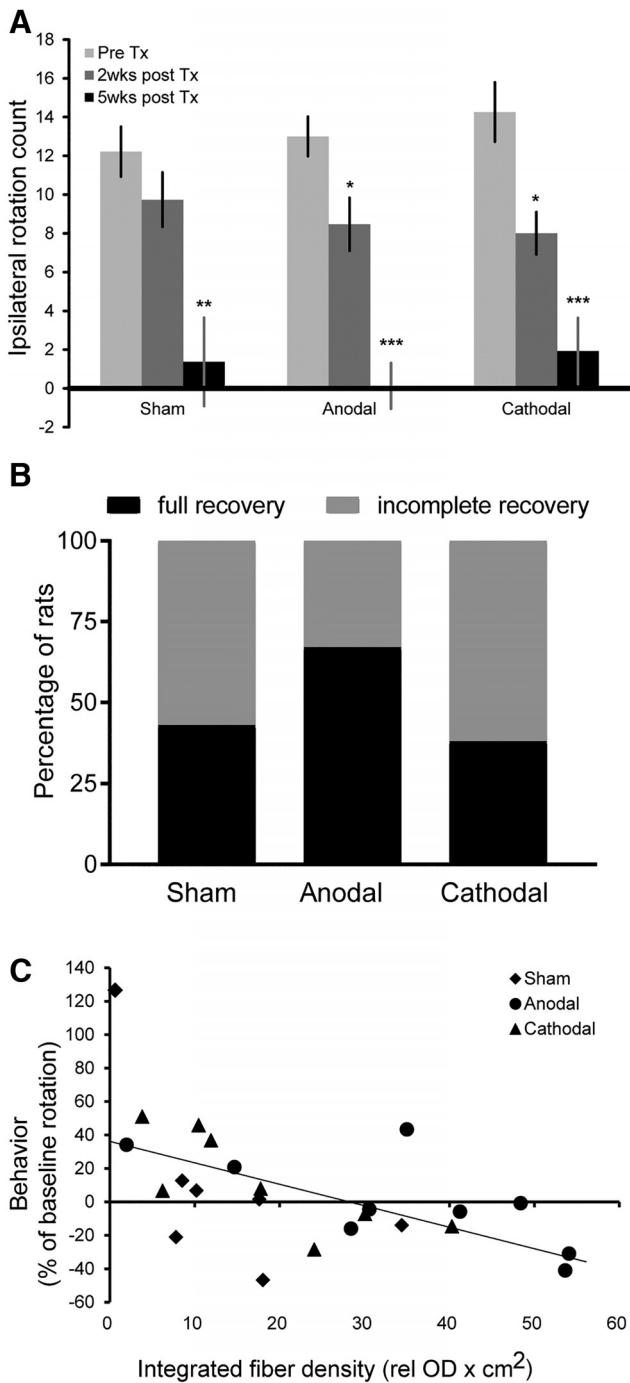 A
18
16
14
12
10
8
6
4
2
0
-2
Ipsilateral rotation count
Pre Tx
2wks post Tx
5wks post Tx
**
*
***
*
***
Sham Anodal Cathodal
B
full recovery incomplete recovery
100
75
50
25
0
Percentage of rats
Sham Anodal Cathodal
C
140
120
100
80
60
40
20
0
-20
-40
-60
Behavior
(% of baseline rotation)
Sham
Anodal
Cathodal
0 10 20 30 40 50 60
Integrated fiber density (rel OD x cm2)